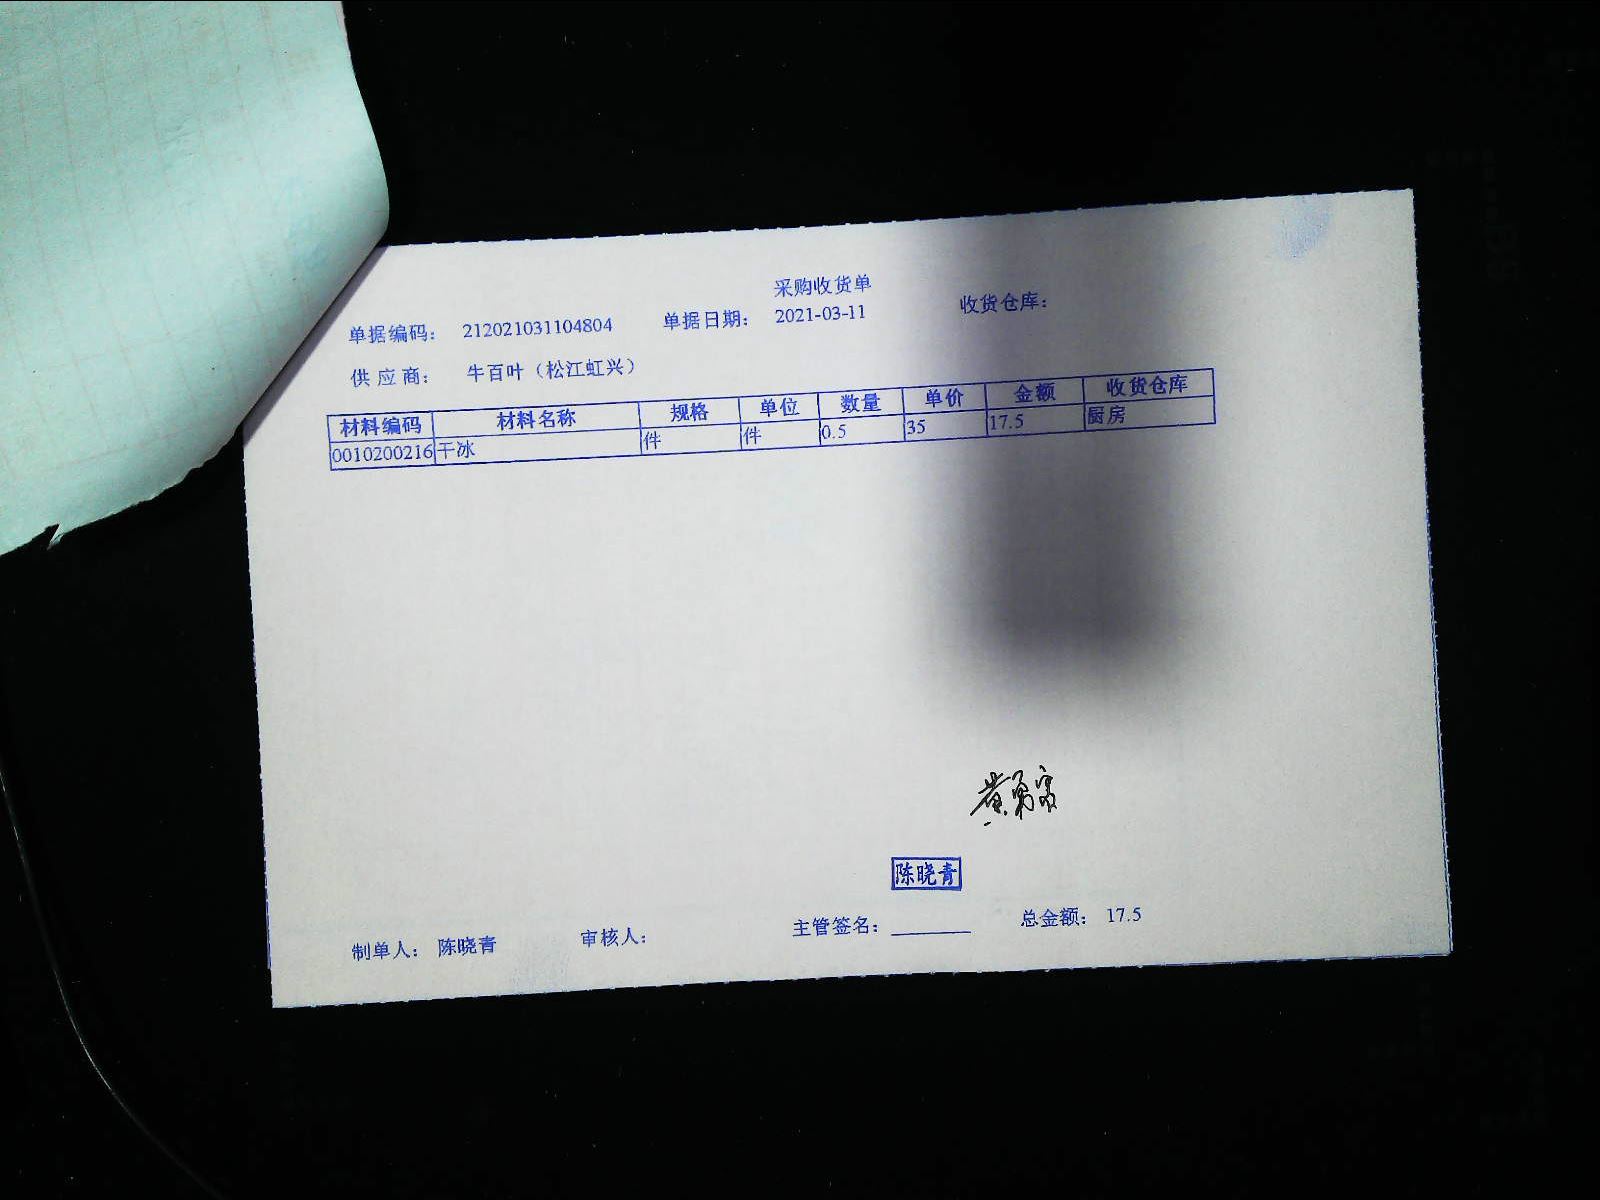 采购收货单
单据编码： 212021031104804 单据日期： 2021-03-11 收货仓库：
供应商： 牛百叶（松江虹兴）
材料编码 材料名称 规格 单位 数量 单价 金额 收货仓库
0010200216 干冰 件 件 0.5 35 17.5 厨房
黄勇富
陈晓青
制单人： 陈晓青 审核人： 主管签名： 总金额： 17.5